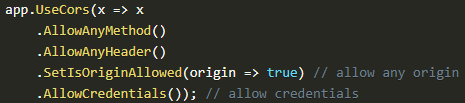 app.UseCors(x => x
.AllowAnyMethod()
.AllowAnyHeader()
.SetIsOriginAllowed(origin => true) // allow any origin
.AllowCredentials()); // allow credentials